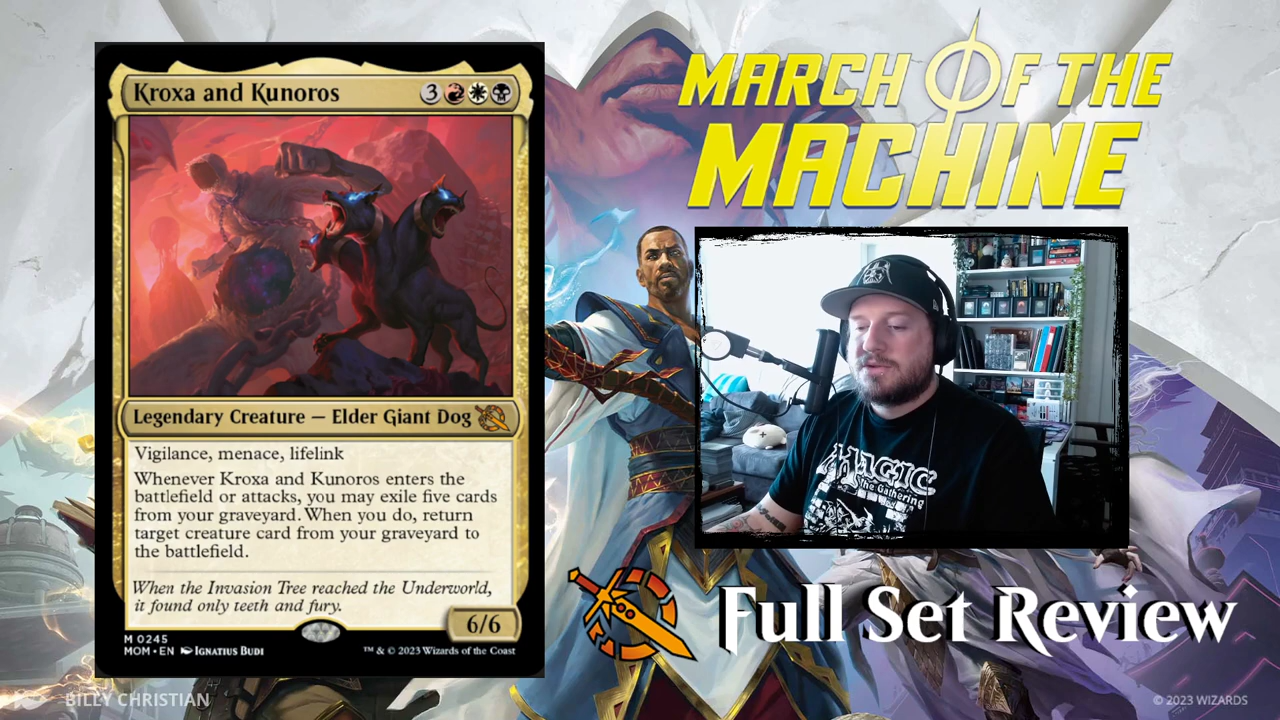 Kroxa and Kunoros
3
Legendary Creature — Elder Giant Dog
Vigilance, menace, lifelink
Whenever Kroxa and Kunoros enters the
battlefield or attacks, you may exile five cards
from your graveyard. When you do, return
target creature card from your graveyard to
the battlefield.
When the Invasion Tree reached the Underworld,
it found only teeth and fury.
6/6
M 0245
MOM • EN Ignatius Budi
™ & © 2023 Wizards of the Coast
BILLY CHRISTIAN
MARCH OF THE
MACHINE
MAGIC
the Gathering
Full Set Review
© 2023 WIZARDS